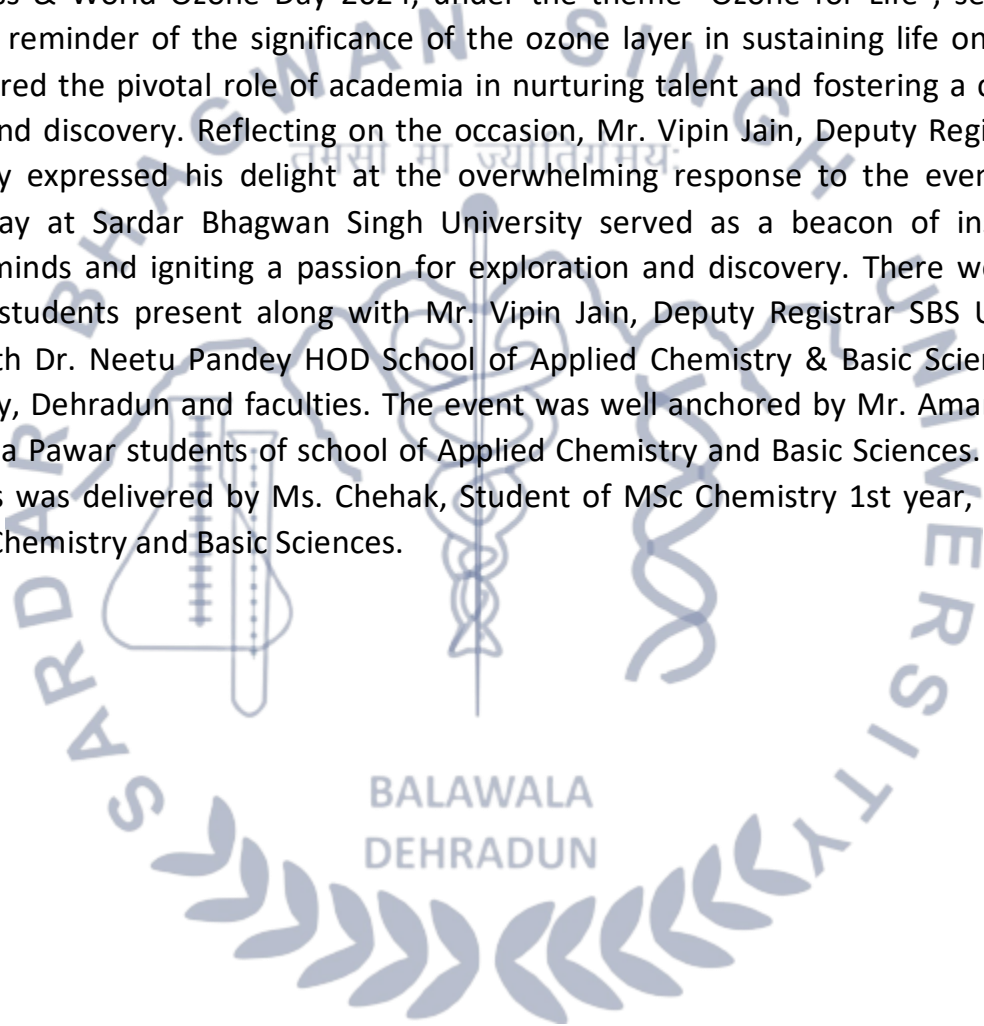 ss & World Ozone Day 2024, under the theme "Ozone for Life", se
reminder of the significance of the ozone layer in sustaining life on
red the pivotal role of academia in nurturing talent and fostering a c
nd discovery. Reflecting on the occasion, Mr. Vipin Jain, Deputy Regi
y expressed his delight at the overwhelming response to the even
ay at Sardar Bhagwan Singh University served as a beacon of in
minds and igniting a passion for exploration and discovery. There w
students present along with Mr. Vipin Jain, Deputy Registrar SBS U
th Dr. Neetu Pandey HOD School of Applied Chemistry & Basic Scien
y, Dehradun and faculties. The event was well anchored by Mr. Aman
a Pawar students of school of Applied Chemistry and Basic Sciences.
s was delivered by Ms. Chehak, Student of MSc Chemistry 1st year,
Chemistry and Basic Sciences.
SARDAR BHAGWAN SINGH UNIVERSITY
तमसो मा ज्योतिर्गमय:
BALAWALA
DEHRADUN